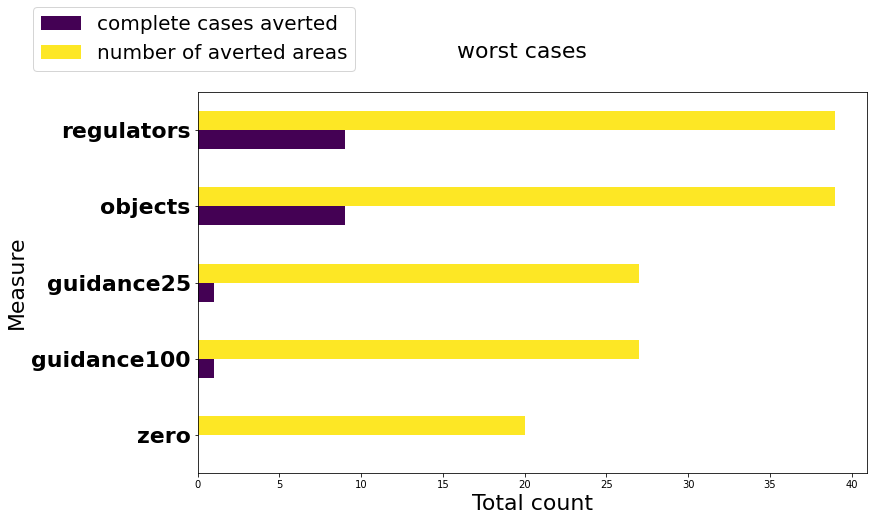 complete cases averted
number of averted areas
worst cases
regulators
objects
guidance25
guidance100
zero
Measure
0 5 10 15 20 25 30 35 40
Total count